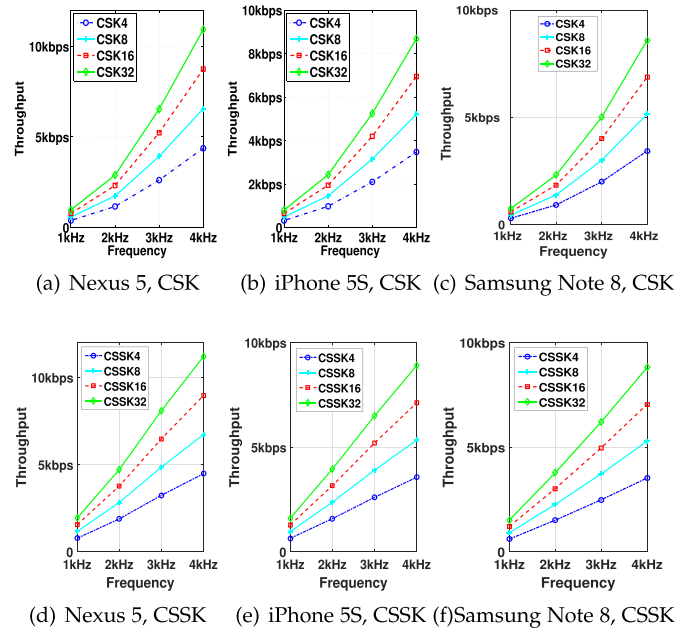 CSK4
CSK8
CSK16
CSK32
10kbps
5kbps
0
Throughput
1kHz 2kHz 3kHz 4kHz
Frequency
(a) Nexus 5, CSK
CSK4
CSK8
CSK16
CSK32
10kbps
8kbps
6kbps
4kbps
2kbps
0
Throughput
1kHz 2kHz 3kHz 4kHz
Frequency
(b) iPhone 5S, CSK
CSK4
CSK8
CSK16
CSK32
10kbps
5kbps
0
Throughput
1kHz 2kHz 3kHz 4kHz
Frequency
(c) Samsung Note 8, CSK
CSSK4
CSSK8
CSSK16
CSSK32
10kbps
5kbps
0
Throughput
1kHz 2kHz 3kHz 4kHz
Frequency
(d) Nexus 5, CSSK
CSSK4
CSSK8
CSSK16
CSSK32
10kbps
5kbps
0
Throughput
1kHz 2kHz 3kHz 4kHz
Frequency
(e) iPhone 5S, CSSK
CSSK4
CSSK8
CSSK16
CSSK32
10kbps
5kbps
0
Throughput
1kHz 2kHz 3kHz 4kHz
Frequency
(f)Samsung Note 8, CSSK